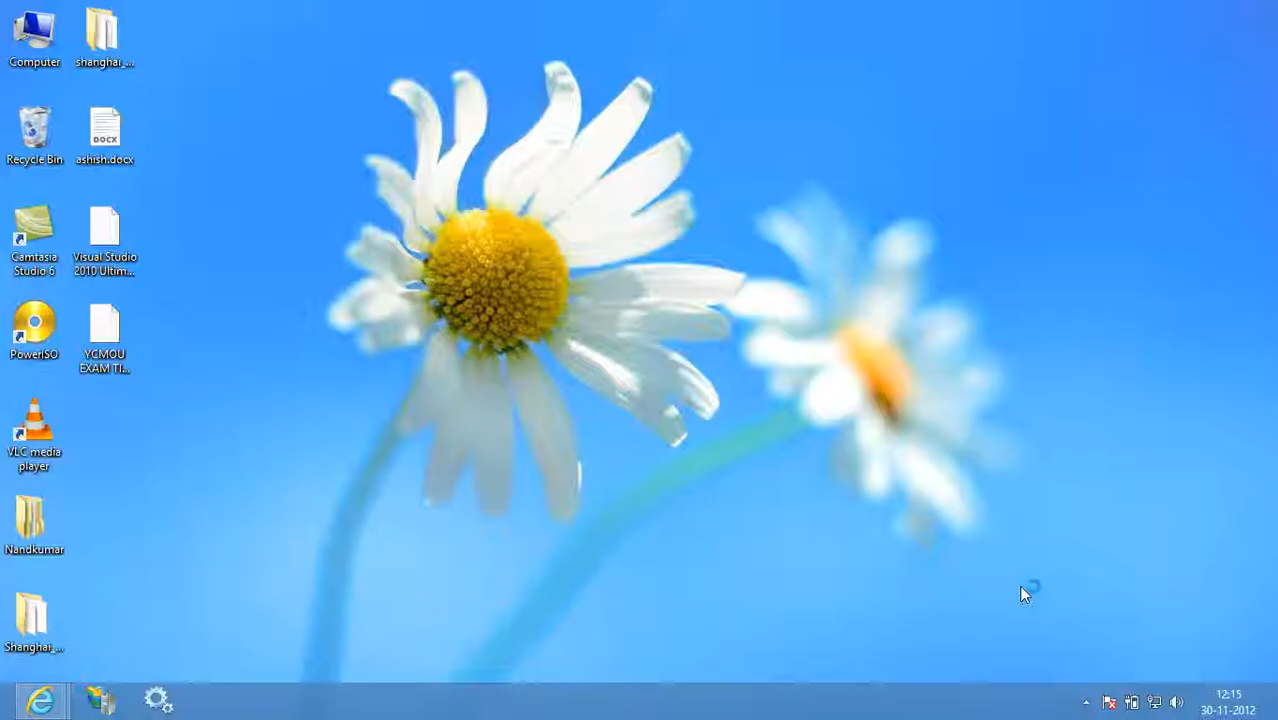 Computer
shanghai_...
Recycle Bin
DOCX
ashish.docx
Camtasia
Studio 6
Visual Studio
2010 Ultim...
PowerISO
YCMOU
EXAM TI...
VLC media
player
Nandkumar
Shanghai_...
12:15
30-11-2012